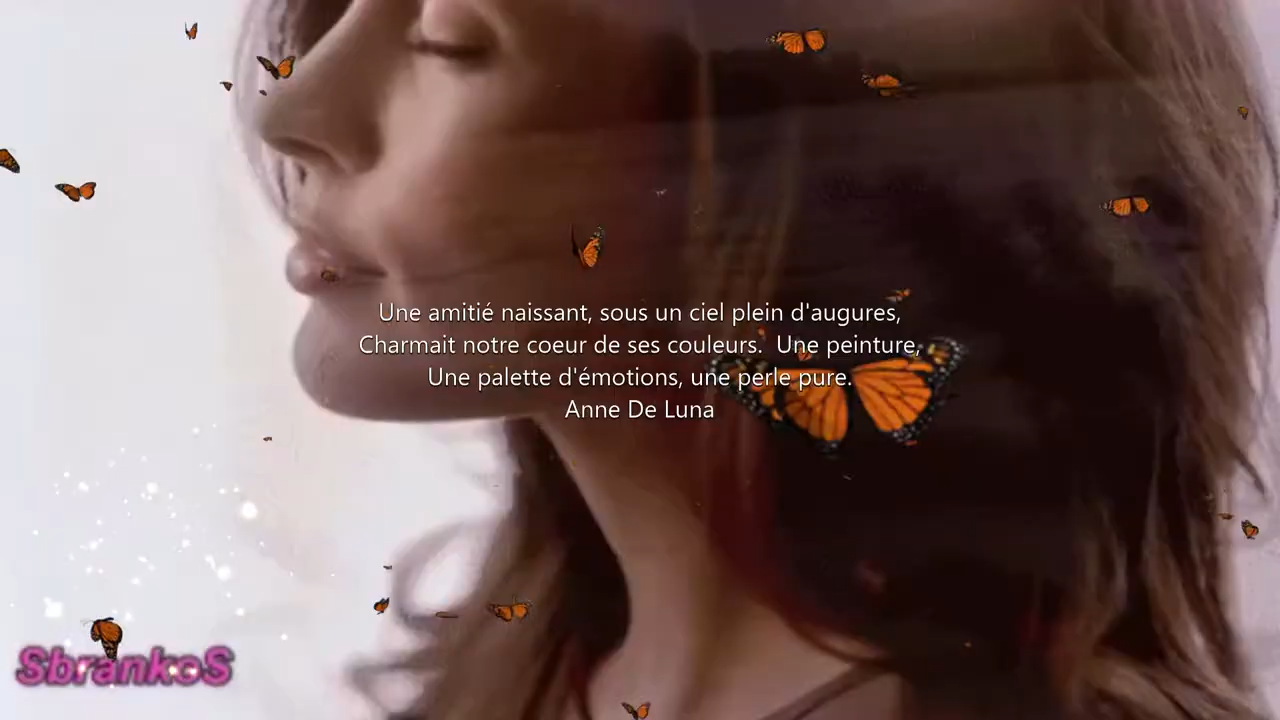 Une amitié naissant, sous un ciel plein d'augures,
Charmait notre coeur de ses couleurs.  Une peinture,
Une palette d'émotions, une perle pure.
Anne De Luna
SbrankoS